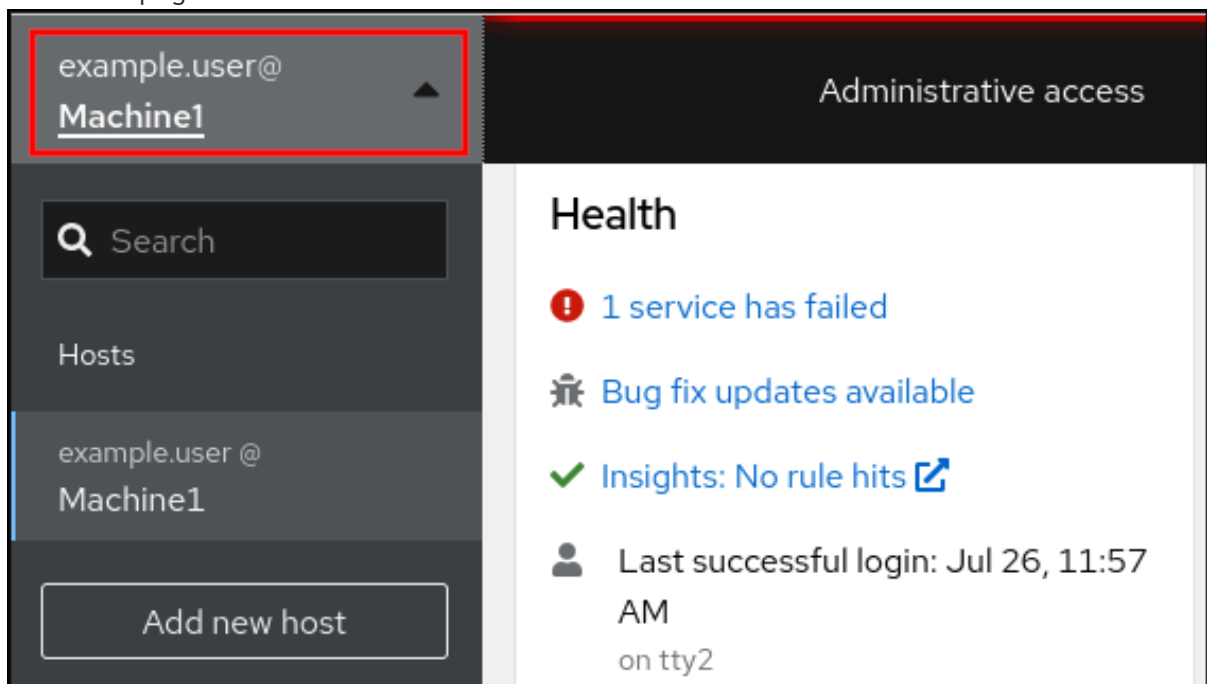 example.user@
Machine1
Administrative access
Search
Hosts
example.user @
Machine1
Add new host
Health
1 service has failed
Bug fix updates available
Insights: No rule hits
Last successful login: Jul 26, 11:57
AM
on tty2